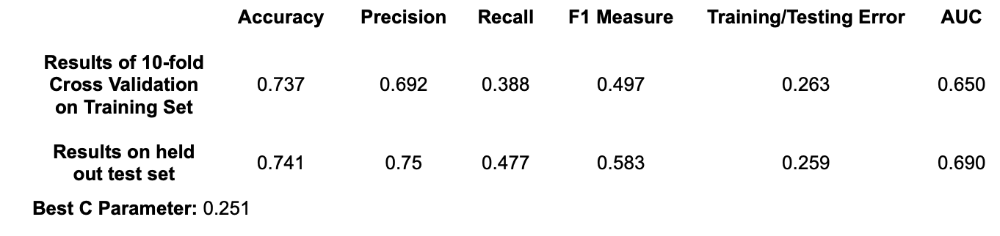 Accuracy Precision Recall F1 Measure Training/Testing Error AUC
Results of 10-fold
Cross Validation 0.737 0.692 0.388 0.497 0.263 0.650
on Training Set
Results on held
out test set 0.741 0.75 0.477 0.583 0.259 0.690
Best C Parameter: 0.251